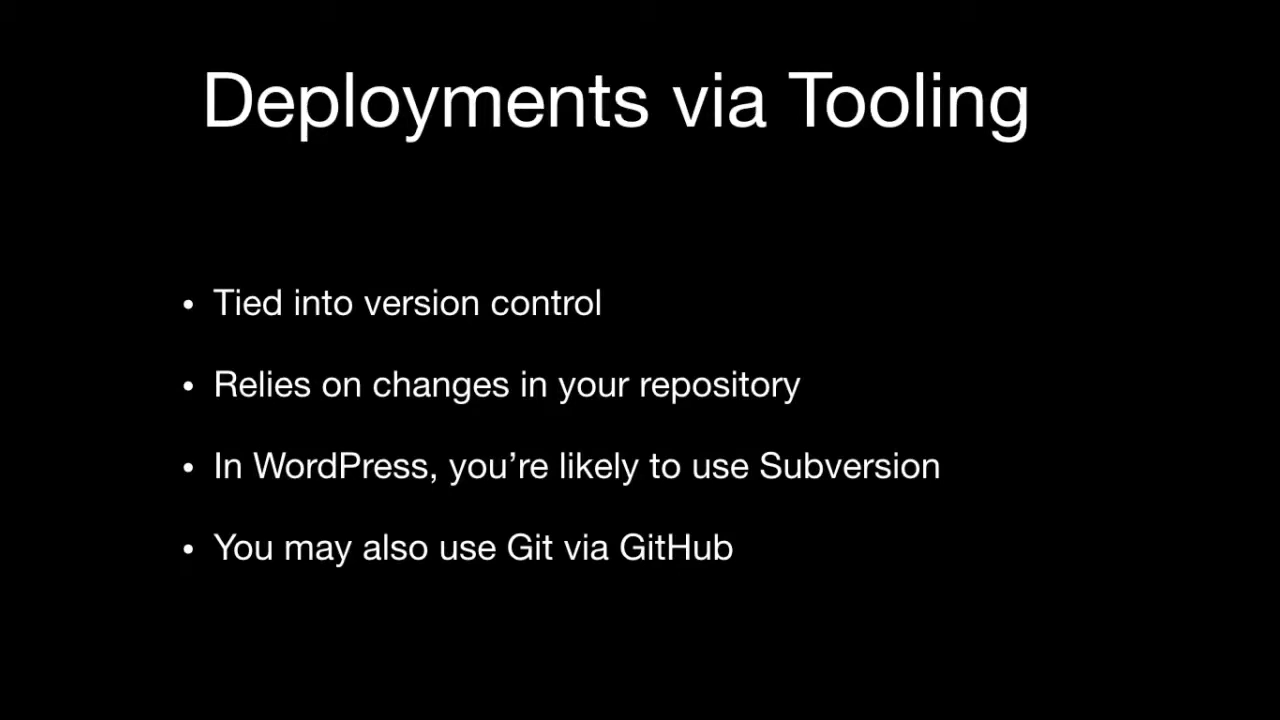 Deployments via Tooling
• Tied into version control
• Relies on changes in your repository
• In WordPress, you’re likely to use Subversion
• You may also use Git via GitHub